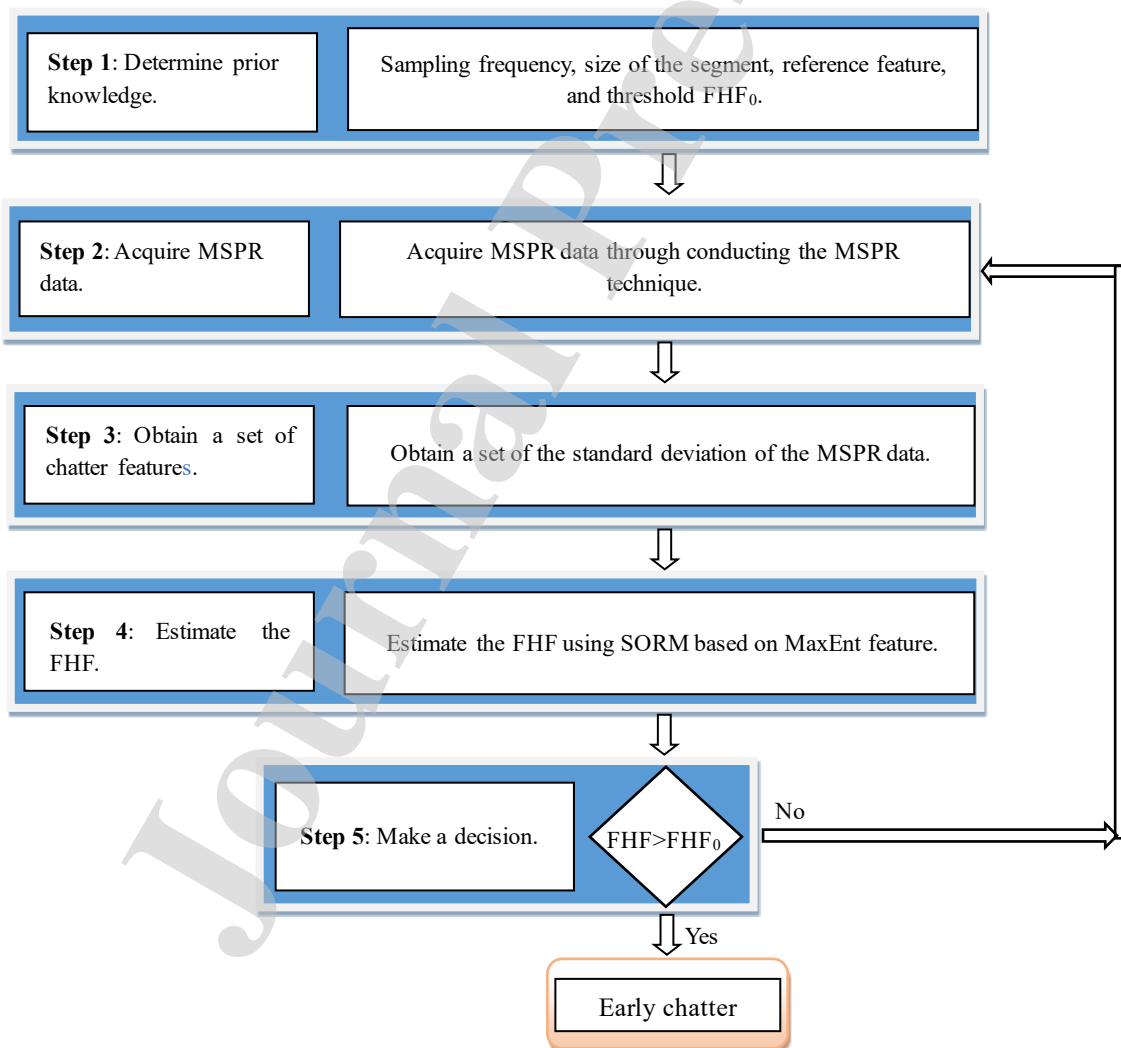 Step 1: Determine prior
knowledge.
Sampling frequency, size of the segment, reference feature,
and threshold FHF₀.
Step 2: Acquire MSPR
data.
Acquire MSPR data through conducting the MSPR
technique.
Step 3: Obtain a set of
chatter features.
Obtain a set of the standard deviation of the MSPR data.
Step 4: Estimate the
FHF.
Estimate the FHF using SORM based on MaxEnt feature.
Step 5: Make a decision.
FHF>FHF₀
No
Yes
Early chatter
Journal Pre